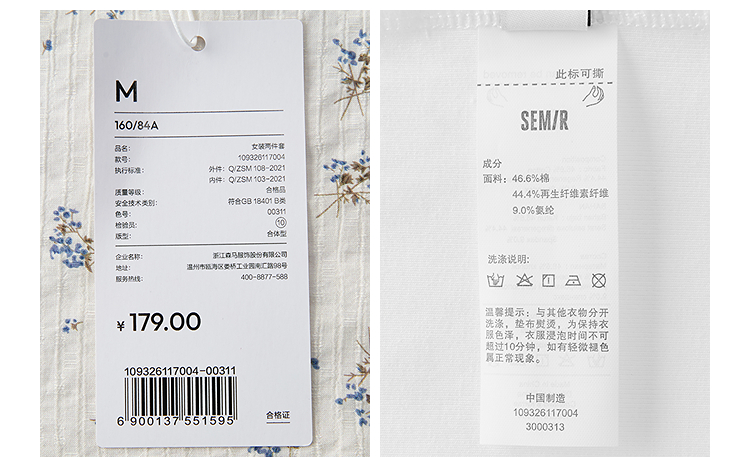 M
160/84A
品名: 女装两件套
款号: 109326117004
执行标准: 外件: Q/ZSM 108-2021
内件: Q/ZSM 103-2021
质量等级: 合格品
安全技术类别: 符合GB 18401 B类
色号: 00311
检验员: 10
版型: 合体型
企业名称: 浙江森马服饰股份有限公司
地址: 温州市瓯海区娄桥工业园南汇路98号
服务热线: 400-8877-588
¥ 179.00
109326117004-00311
6 900137 551595
合格证
此标可撕
SEM/R
成分
面料: 46.6%棉
44.4%再生纤维素纤维
9.0%氨纶
洗涤说明:
温馨提示: 与其他衣物分开
洗涤, 垫布熨烫, 为保持衣
服色泽, 衣服浸泡时间不可
超过10分钟, 如有轻微褪色
属正常现象。
中国制造
109326117004
3000313